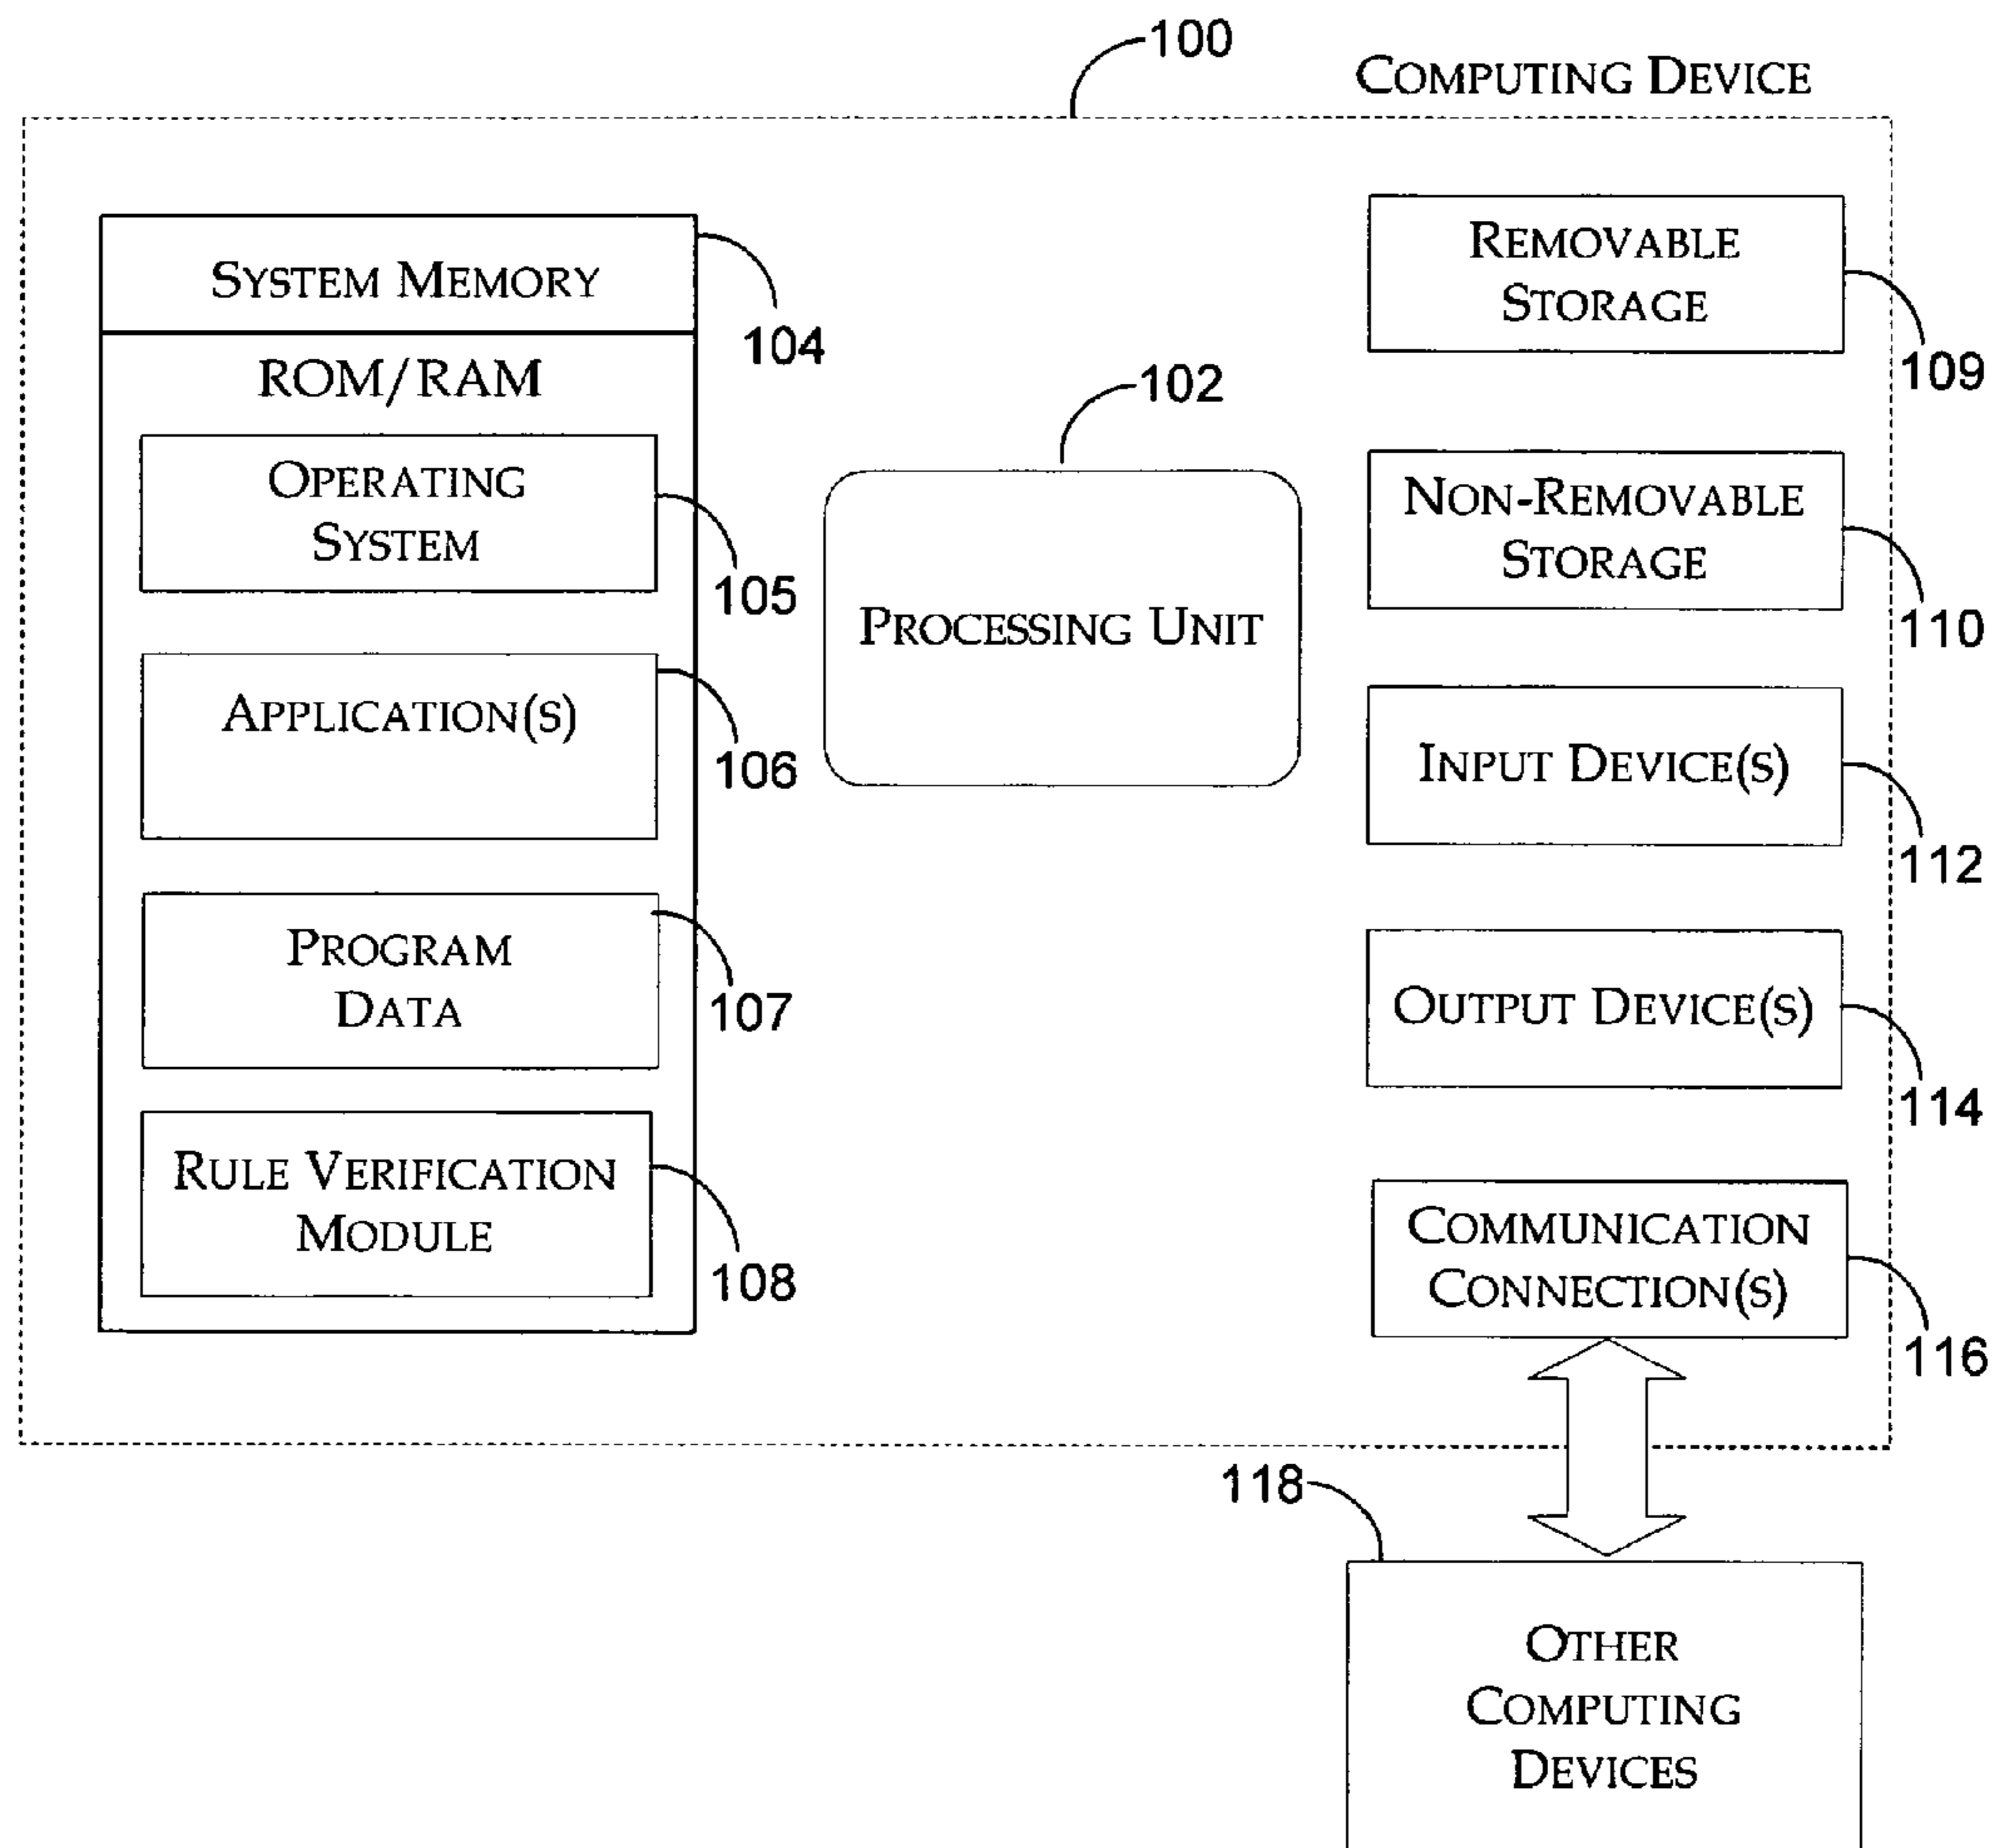 100
COMPUTING DEVICE
SYSTEM MEMORY
104
ROM/RAM
OPERATING
SYSTEM
105
APPLICATION(S)
106
PROGRAM
DATA
107
RULE VERIFICATION
MODULE
108
102
PROCESSING UNIT
REMOVABLE
STORAGE
109
NON-REMOVABLE
STORAGE
110
INPUT DEVICE(S)
112
OUTPUT DEVICE(S)
114
COMMUNICATION
CONNECTION(S)
116
118
OTHER
COMPUTING
DEVICES